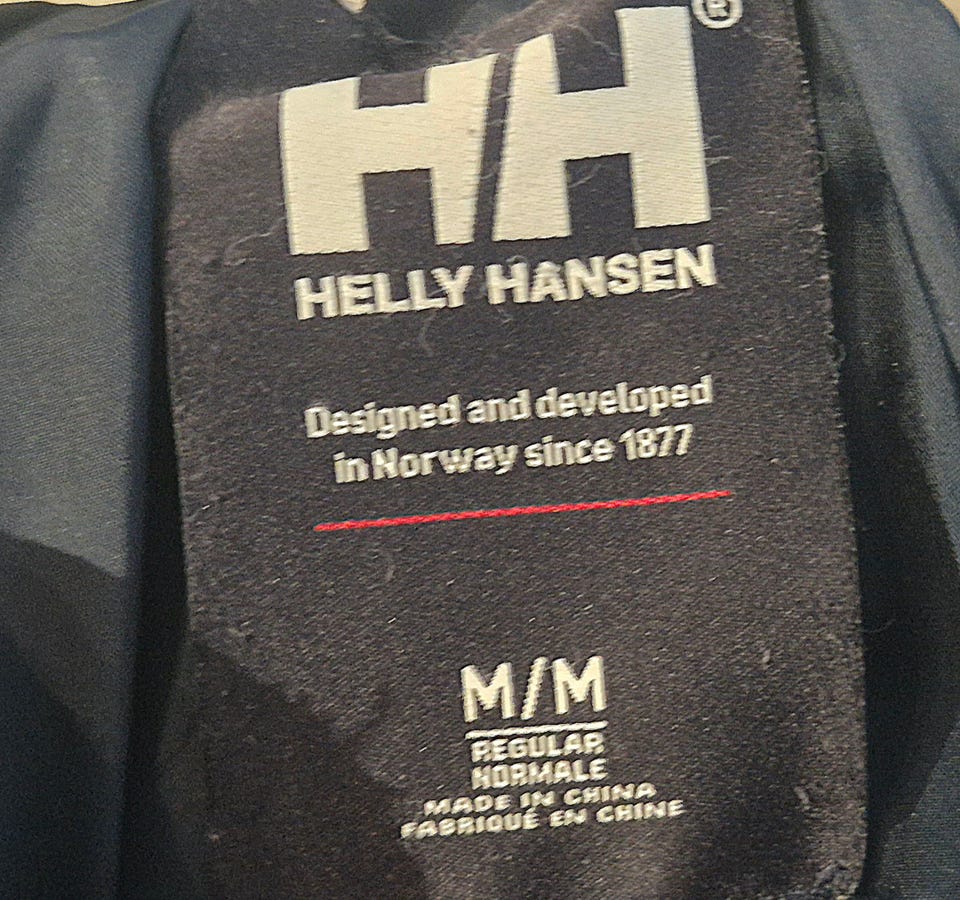 HH®
HELLY HANSEN
Designed and developed
in Norway since 1877
M/M
REGULAR
NORMALE
MADE IN CHINA
FABRIQUÉ EN CHINE